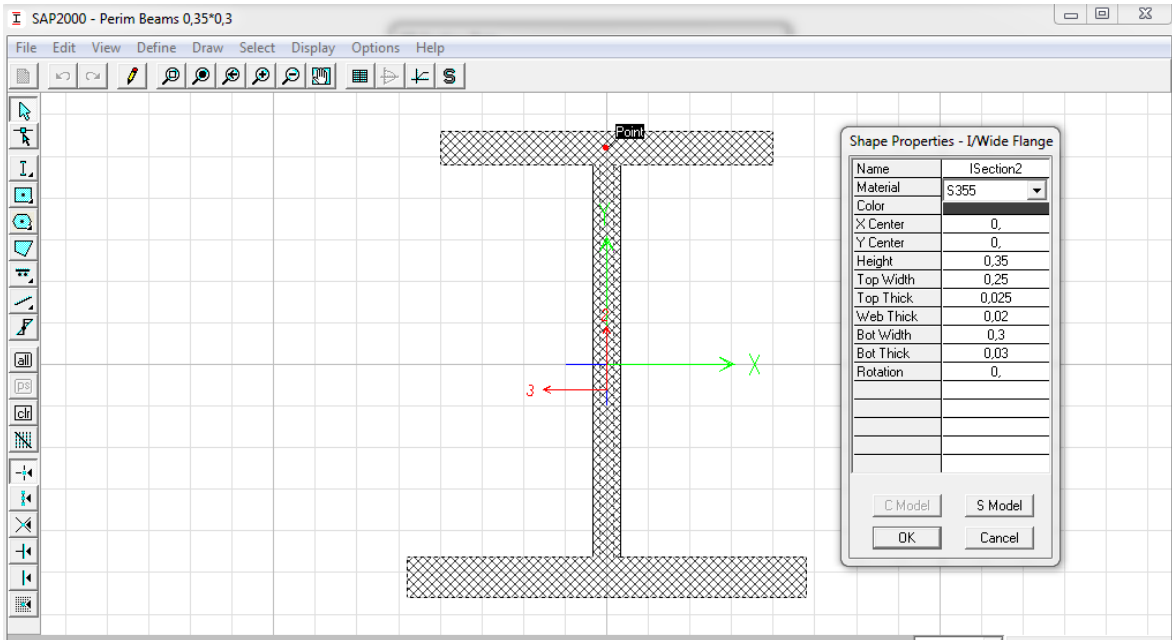 SAP2000 - Perim Beams 0,35*0,3
File Edit View Define Draw Select Display Options Help
S
all
ps
clr
Point
Y
2
X
3
Shape Properties - I/Wide Flange
Name ISection2
Material S355
Color
X Center 0,
Y Center 0,
Height 0,35
Top Width 0,25
Top Thick 0,025
Web Thick 0,02
Bot Width 0,3
Bot Thick 0,03
Rotation 0,
C Model S Model
OK Cancel